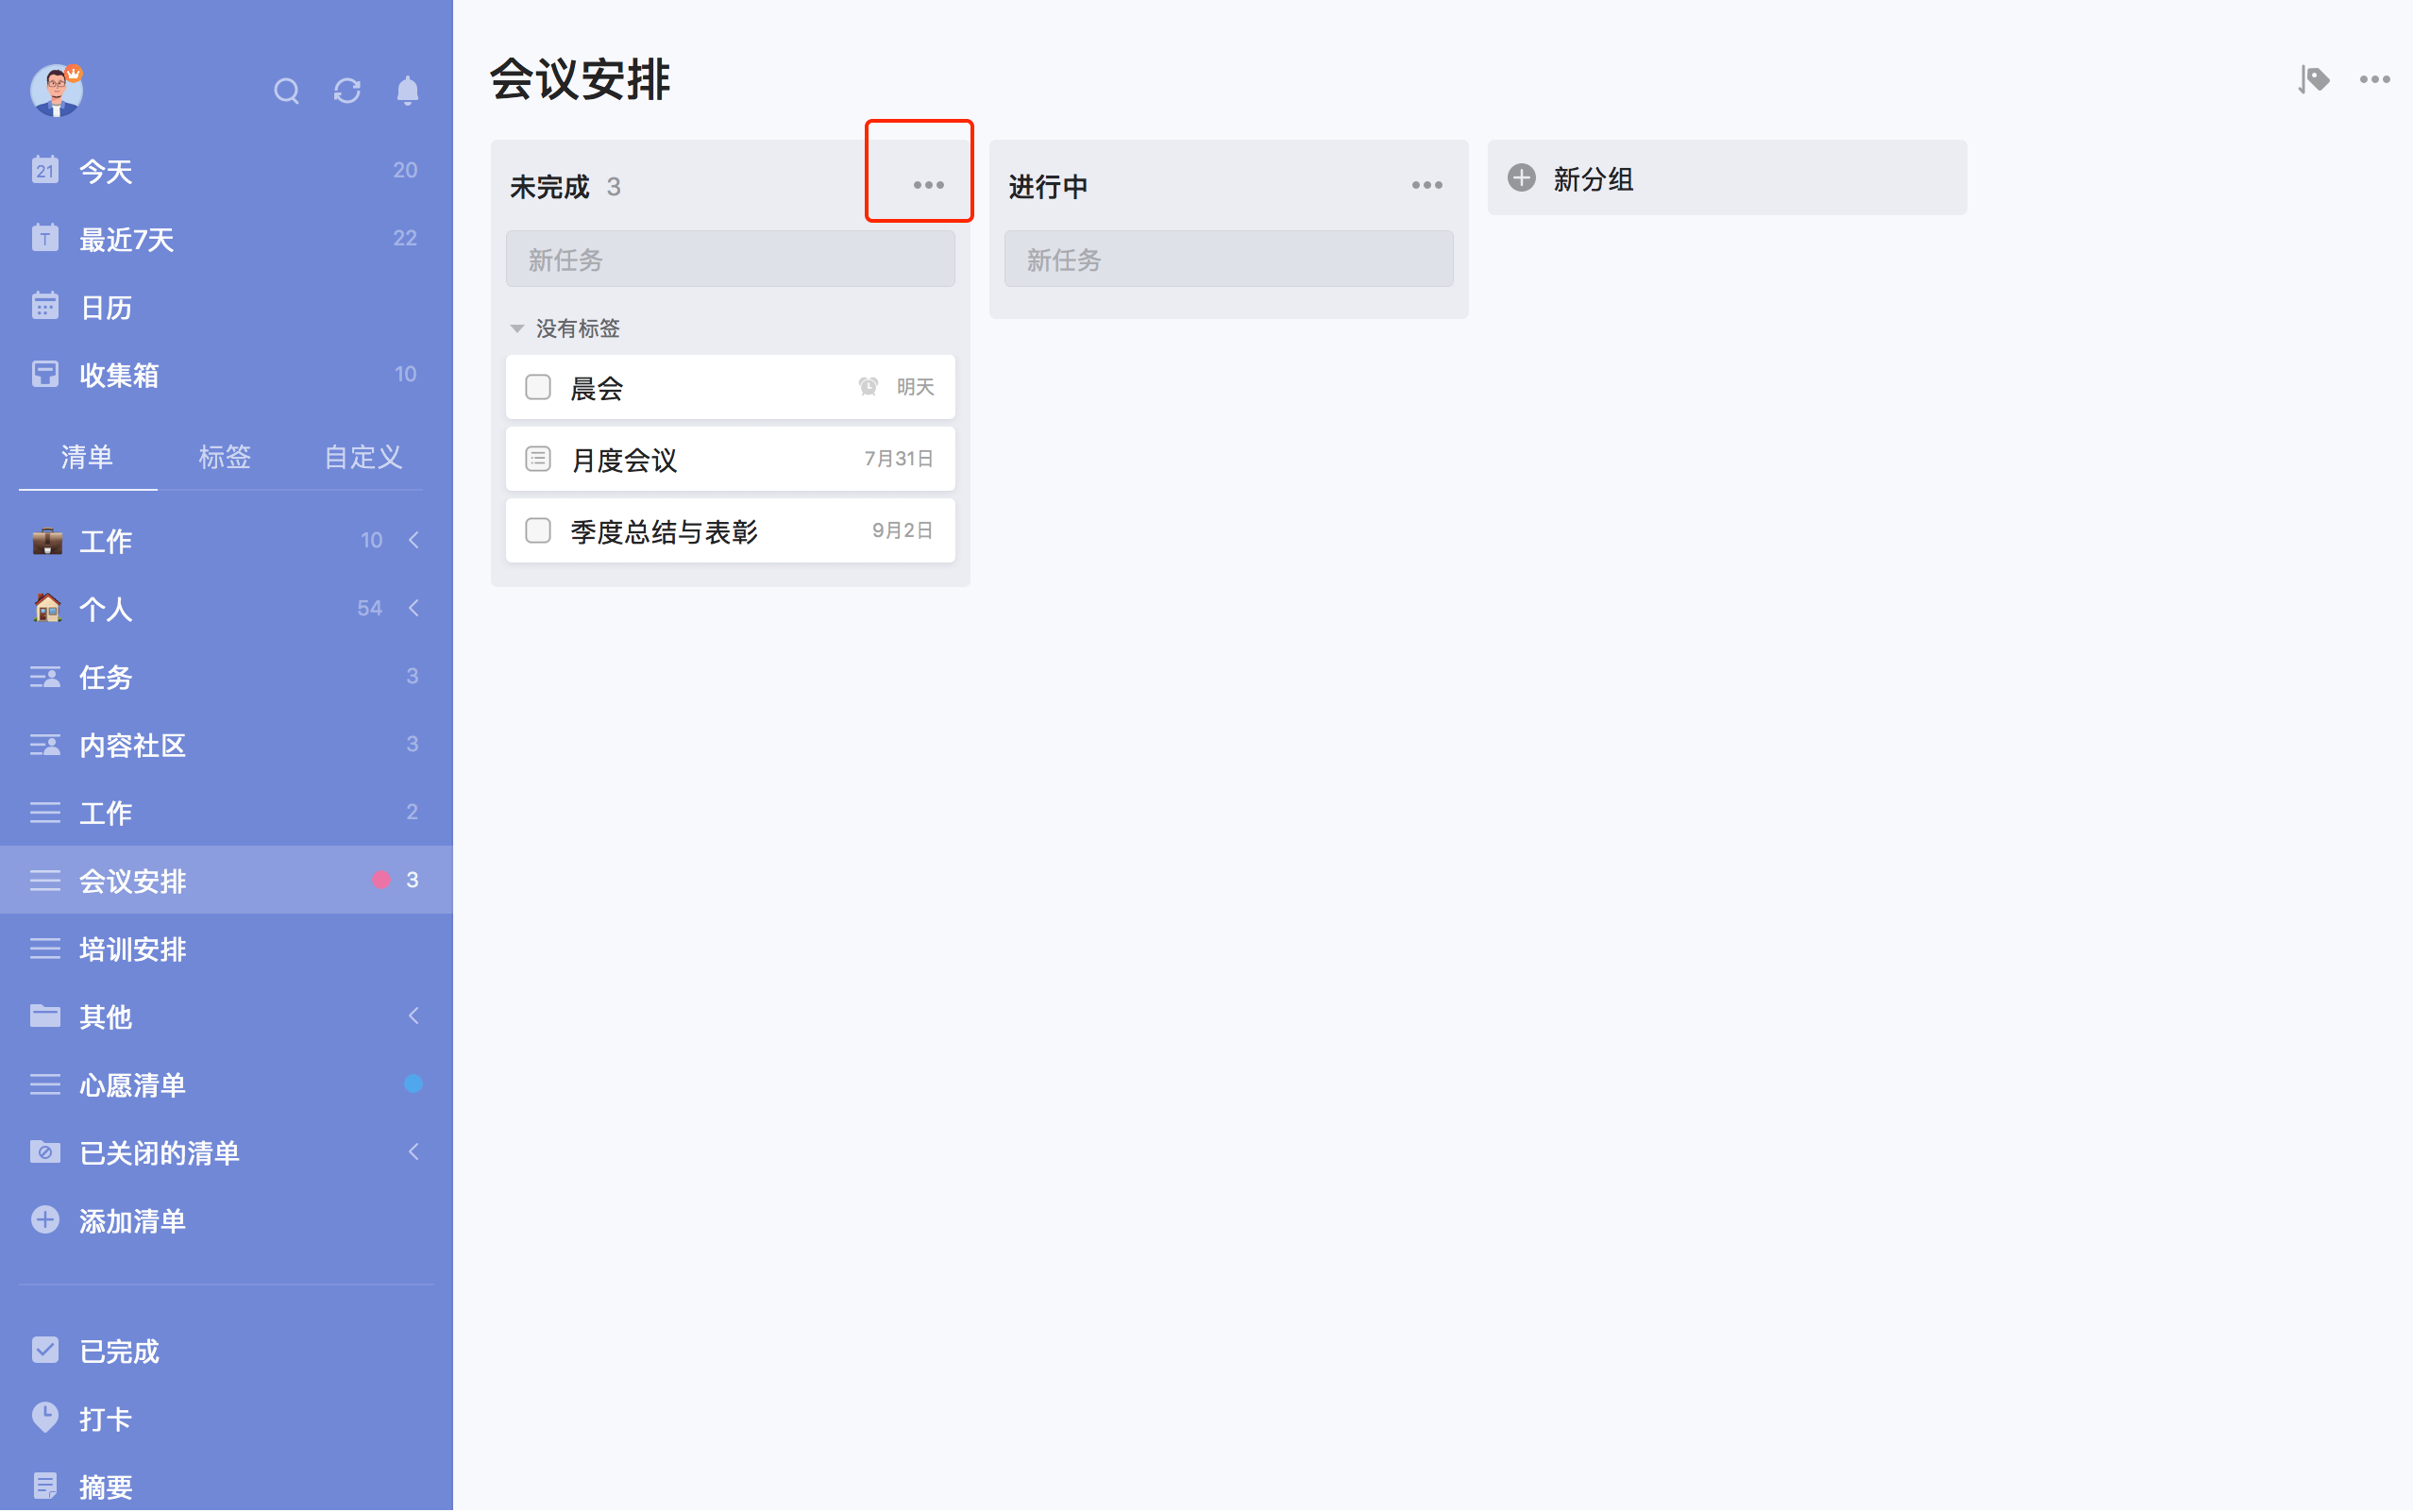 21
今天 20
T
最近7天 22
日历
收集箱 10
清单 标签 自定义
工作 10
个人 54
任务 3
内容社区 3
工作 2
会议安排 3
培训安排
其他
心愿清单
已关闭的清单
添加清单
已完成
打卡
摘要
会议安排
未完成 3
新任务
没有标签
晨会 明天
月度会议 7月31日
季度总结与表彰 9月2日
进行中
新任务
新分组